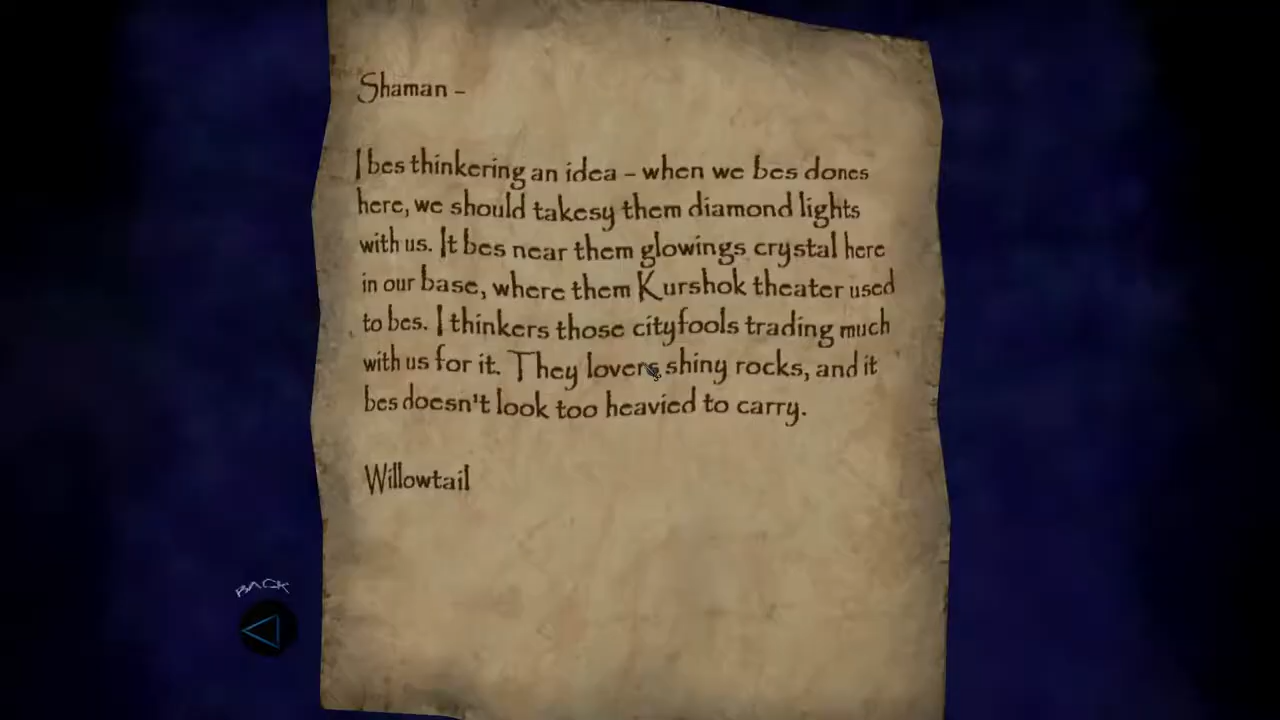 Shaman -
I bes thinkering an idea - when we bes dones
here, we should takesy them diamond lights
with us. It bes near them glowings crystal here
in our base, where them Kurshok theater used
to bes. I thinkers those cityfools trading much
with us for it. They lovers shiny rocks, and it
bes doesn't look too heavied to carry.
Willowtail
BACK